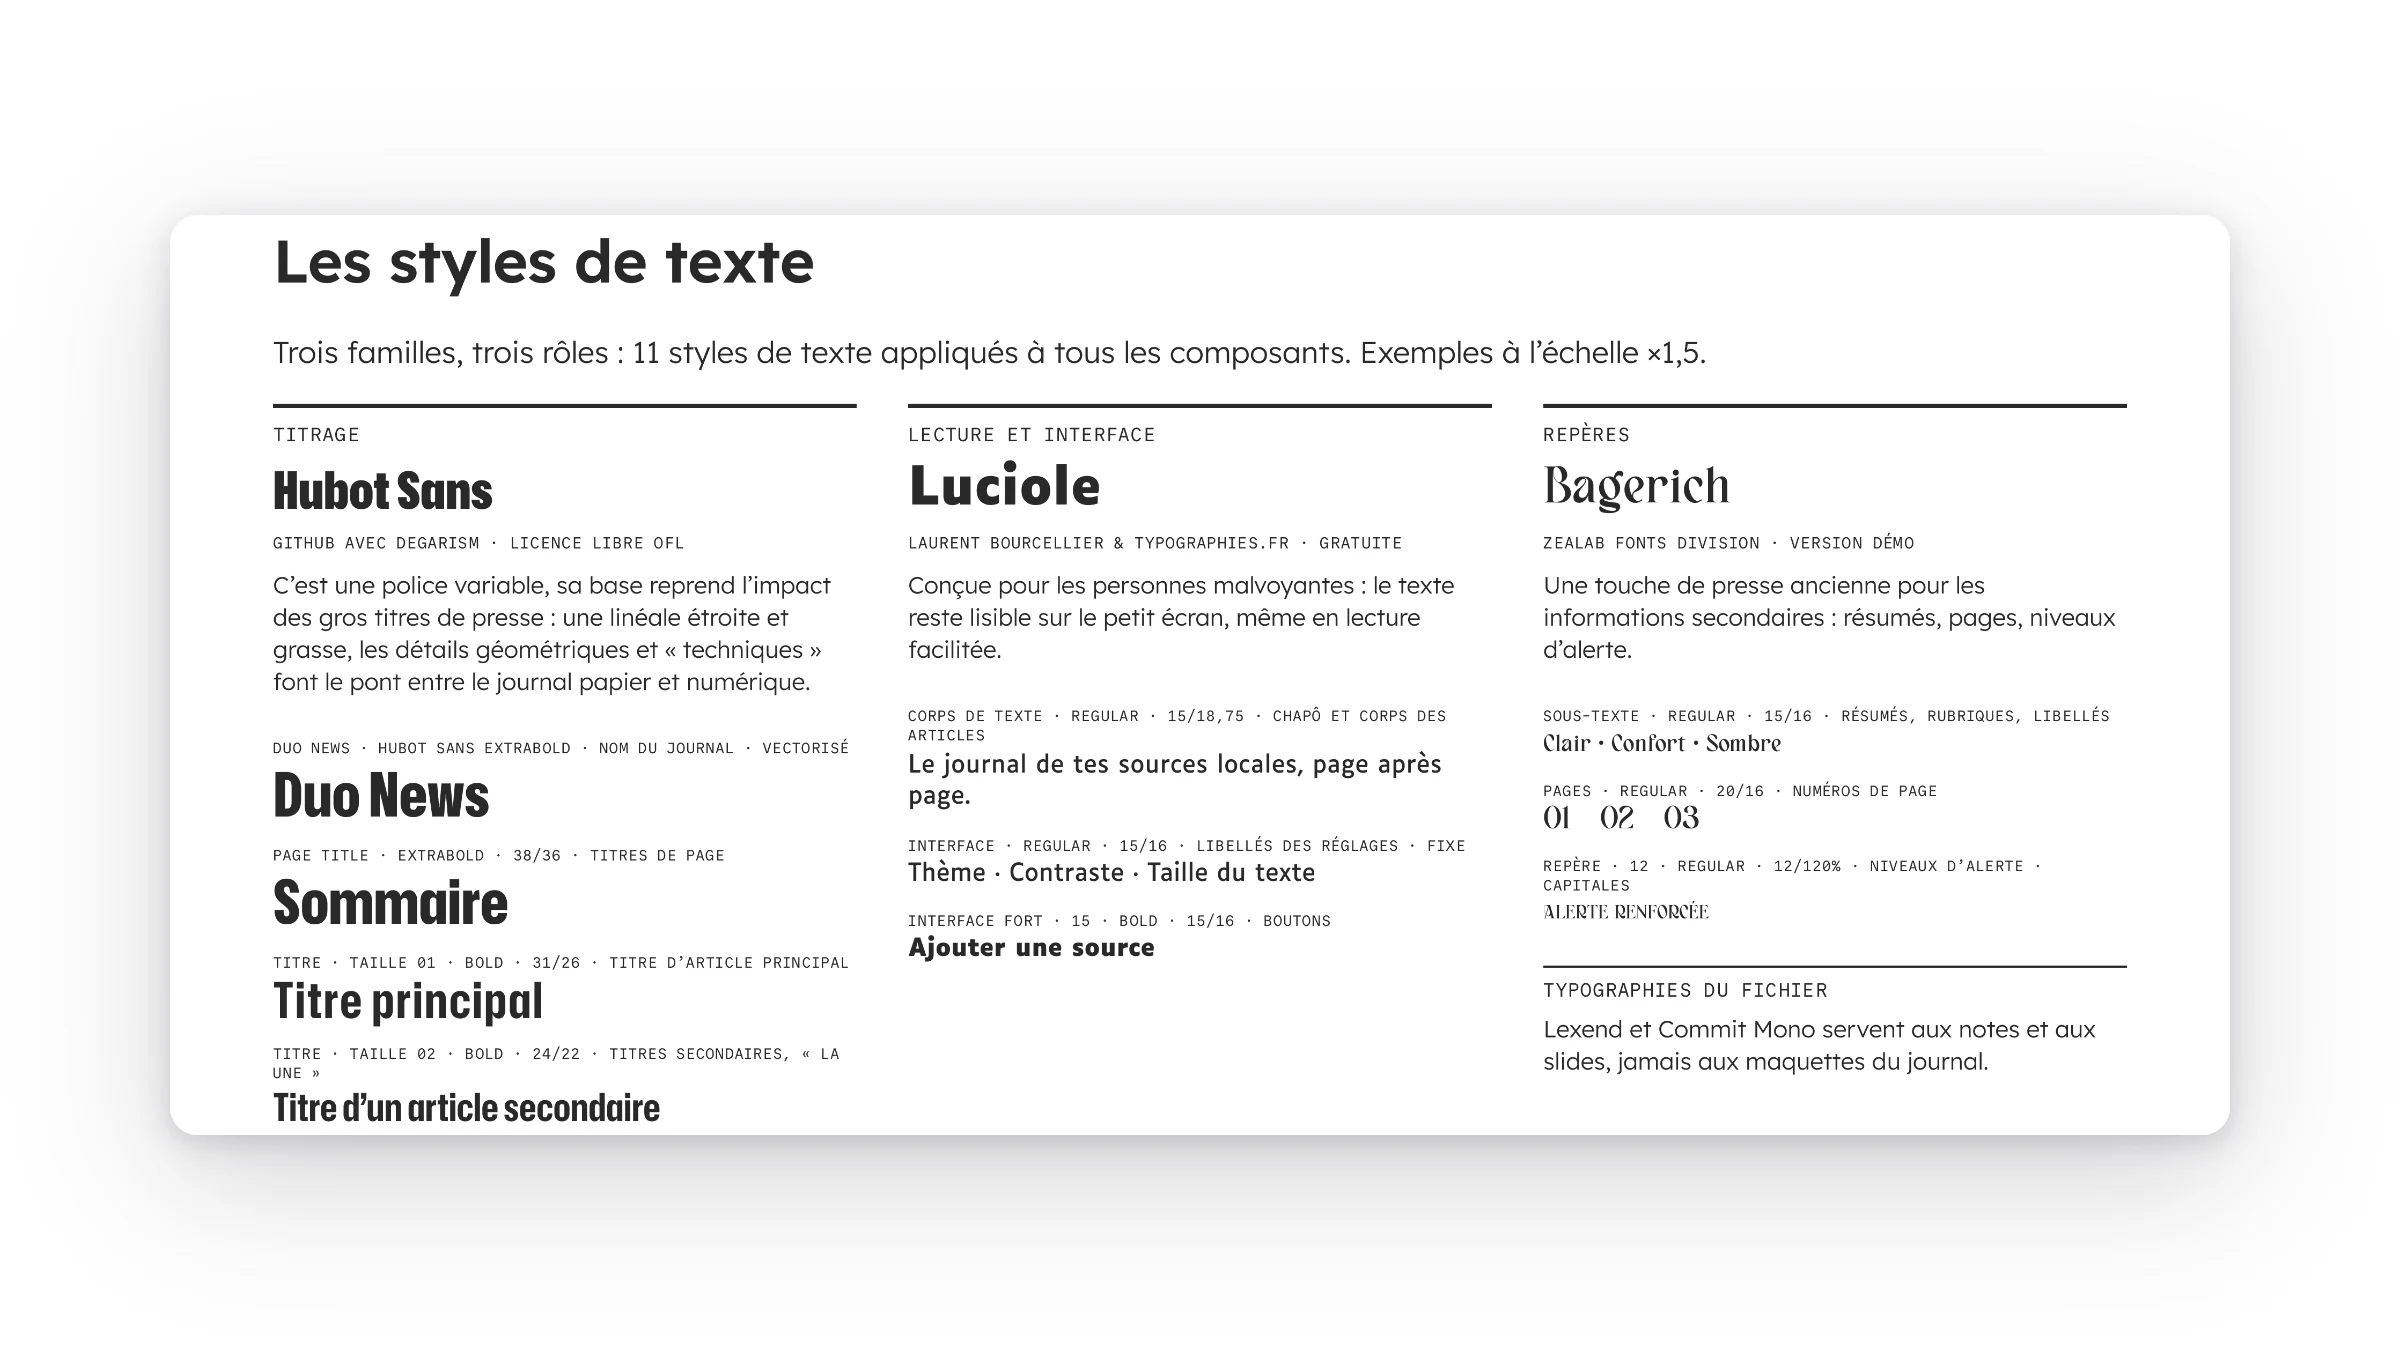 Les styles de texte
Trois familles, trois rôles : 11 styles de texte appliqués à tous les composants. Exemples à l’échelle ×1,5.
TITRAGE
Hubot Sans
GITHUB AVEC DEGARISM · LICENCE LIBRE OFL
C’est une police variable, sa base reprend l’impact
des gros titres de presse : une linéale étroite et
grasse, les détails géométriques et « techniques »
font le pont entre le journal papier et numérique.
DUO NEWS · HUBOT SANS EXTRABOLD · NOM DU JOURNAL · VECTORISÉ
Duo News
PAGE TITLE · EXTRABOLD · 38/36 · TITRES DE PAGE
Sommaire
TITRE · TAILLE 01 · BOLD · 31/26 · TITRE D’ARTICLE PRINCIPAL
Titre principal
TITRE · TAILLE 02 · BOLD · 24/22 · TITRES SECONDAIRES, « LA
UNE »
Titre d’un article secondaire
LECTURE ET INTERFACE
Luciole
LAURENT BOURCELLIER & TYPOGRAPHIES.FR · GRATUITE
Conçue pour les personnes malvoyantes : le texte
reste lisible sur le petit écran, même en lecture
facilitée.
CORPS DE TEXTE · REGULAR · 15/18,75 · CHAPÔ ET CORPS DES
ARTICLES
Le journal de tes sources locales, page après
page.
INTERFACE · REGULAR · 15/16 · LIBELLÉS DES RÉGLAGES · FIXE
Thème · Contraste · Taille du texte
INTERFACE FORT · 15 · BOLD · 15/16 · BOUTONS
Ajouter une source
REPÈRES
Bagerich
ZEALAB FONTS DIVISION · VERSION DÉMO
Une touche de presse ancienne pour les
informations secondaires : résumés, pages, niveaux
d’alerte.
SOUS-TEXTE · REGULAR · 15/16 · RÉSUMÉS, RUBRIQUES, LIBELLÉS
Clair · Confort · Sombre
PAGES · REGULAR · 20/16 · NUMÉROS DE PAGE
01 02 03
REPÈRE · 12 · REGULAR · 12/120% · NIVEAUX D’ALERTE ·
CAPITALES
ALERTE RENFORCÉE
TYPOGRAPHIES DU FICHIER
Lexend et Commit Mono servent aux notes et aux
slides, jamais aux maquettes du journal.